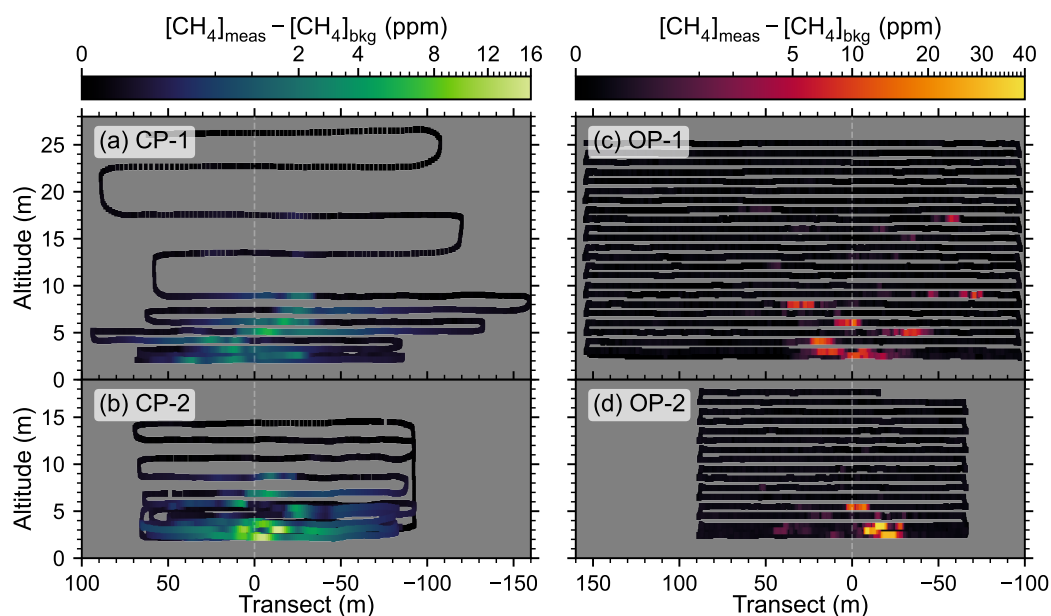 [CH₄]meas – [CH₄]bkg (ppm) [CH₄]meas – [CH₄]bkg (ppm)
0 2 4 8 12 16 0 5 10 20 30 40
(a) CP-1 (c) OP-1
25
20
15
10
5
0
Altitude (m)
(b) CP-2 (d) OP-2
15
10
5
0
Altitude (m)
100 50 0 −50 −100 −150 150 100 50 0 −50 −100
Transect (m) Transect (m)